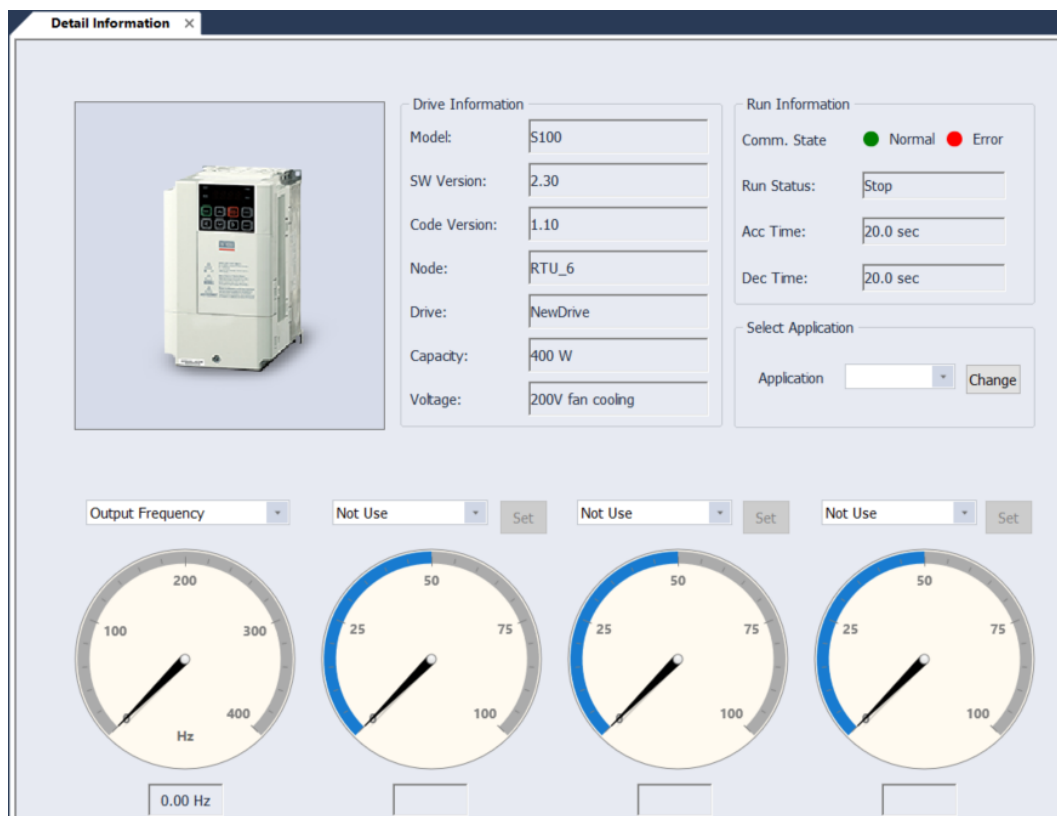 Detail Information ×
Drive Information
Model: S100
SW Version: 2.30
Code Version: 1.10
Node: RTU_6
Drive: NewDrive
Capacity: 400 W
Voltage: 200V fan cooling
Run Information
Comm. State Normal Error
Run Status: Stop
Acc Time: 20.0 sec
Dec Time: 20.0 sec
Select Application
Application Change
Output Frequency
Not Use Set
Not Use Set
Not Use Set
0 100 200 300 400
Hz
0 25 50 75 100
0 25 50 75 100
0 25 50 75 100
0.00 Hz